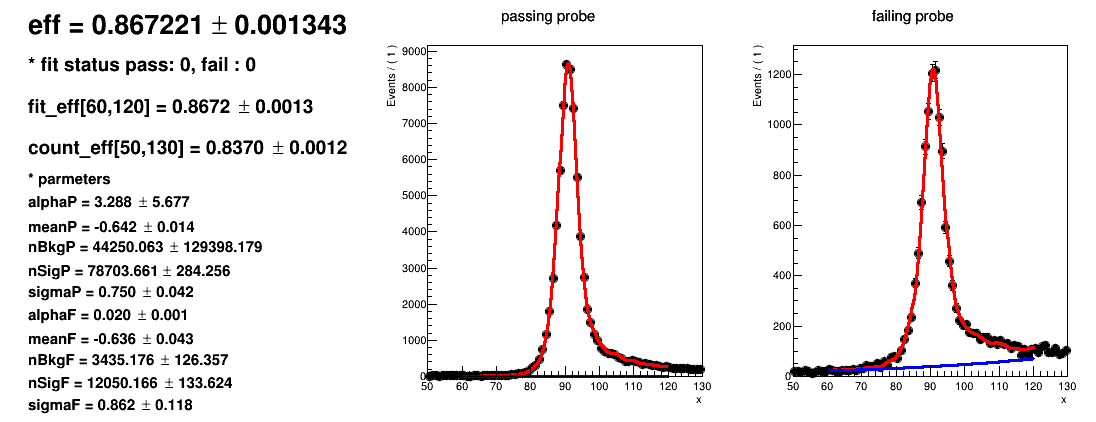 eff = 0.867221 ± 0.001343
* fit status pass: 0, fail : 0
fit_eff[60,120] = 0.8672 ± 0.0013
count_eff[50,130] = 0.8370 ± 0.0012
* parmeters
alphaP = 3.288 ± 5.677
meanP = -0.642 ± 0.014
nBkgP = 44250.063 ± 129398.179
nSigP = 78703.661 ± 284.256
sigmaP = 0.750 ± 0.042
alphaF = 0.020 ± 0.001
meanF = -0.636 ± 0.043
nBkgF = 3435.176 ± 126.357
nSigF = 12050.166 ± 133.624
sigmaF = 0.862 ± 0.118
passing probe
Events / ( 1 )
9000
8000
7000
6000
5000
4000
3000
2000
1000
0
50 60 70 80 90 100 110 120 130
x
failing probe
Events / ( 1 )
1200
1000
800
600
400
200
0
50 60 70 80 90 100 110 120 130
x